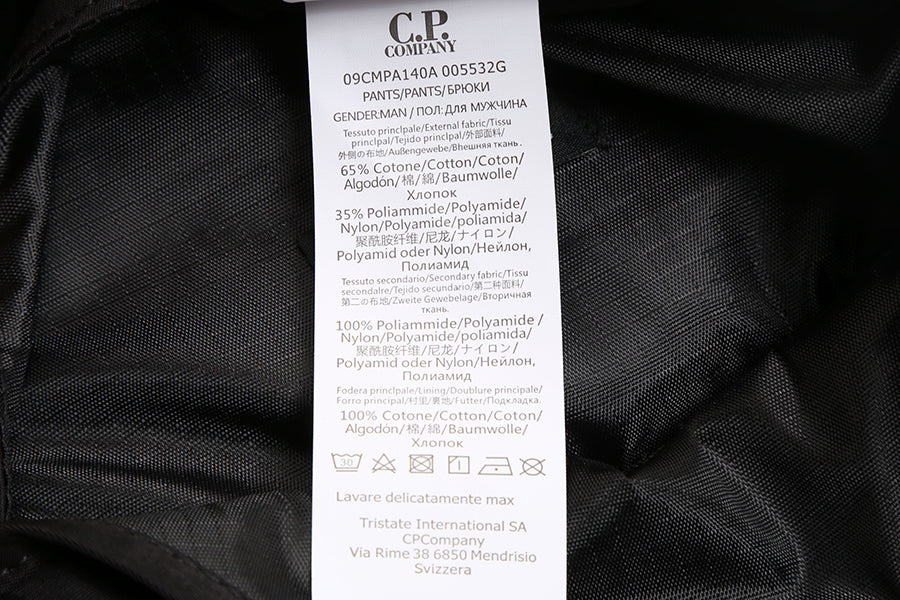 C.P.
COMPANY
09CMPA140A 005532G
PANTS/PANTS/БРЮКИ
GENDER:MAN / ПОЛ:Для МУЖЧИНА
Tessuto principale/External fabric/Tissu
principal/Tejido principal/外部面料/
外側の布地/Außengewebe/Внешняя ткань.
65% Cotone/Cotton/Coton/
Algodón/棉/綿/Baumwolle/
Хлопок
35% Poliammide/Polyamide/
Nylon/Polyamide/poliamida/
聚酰胺纤维/尼龙/ナイロン/
Polyamid oder Nylon/Нейлон,
Полиамид
Tessuto secondario/Secondary fabric/Tissu
secondaire/Tejido secundario/第二种面料/
第二の布地/Zweite Gewebelage/Вторичная
ткань.
100% Poliammide/Polyamide /
Nylon/Polyamide/poliamida/
聚酰胺纤维/尼龙/ナイロン/
Polyamid oder Nylon/Нейлон,
Полиамид
Fodera principale/Lining/Doublure principale/
Forro principal/村里/裏地/Futter/Подкладка.
100% Cotone/Cotton/Coton/
Algodón/棉/綿/Baumwolle/
Хлопок
30
Lavare delicatamente max
Tristate International SA
CPCompany
Via Rime 38 6850 Mendrisio
Svizzera